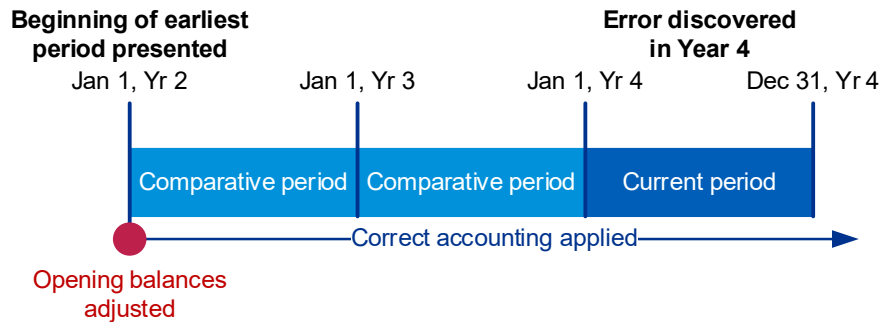 Beginning of earliest
period presented
Error discovered
in Year 4
Jan 1, Yr 2
Jan 1, Yr 3
Jan 1, Yr 4
Dec 31, Yr 4
Comparative period
Comparative period
Current period
Correct accounting applied
Opening balances
adjusted